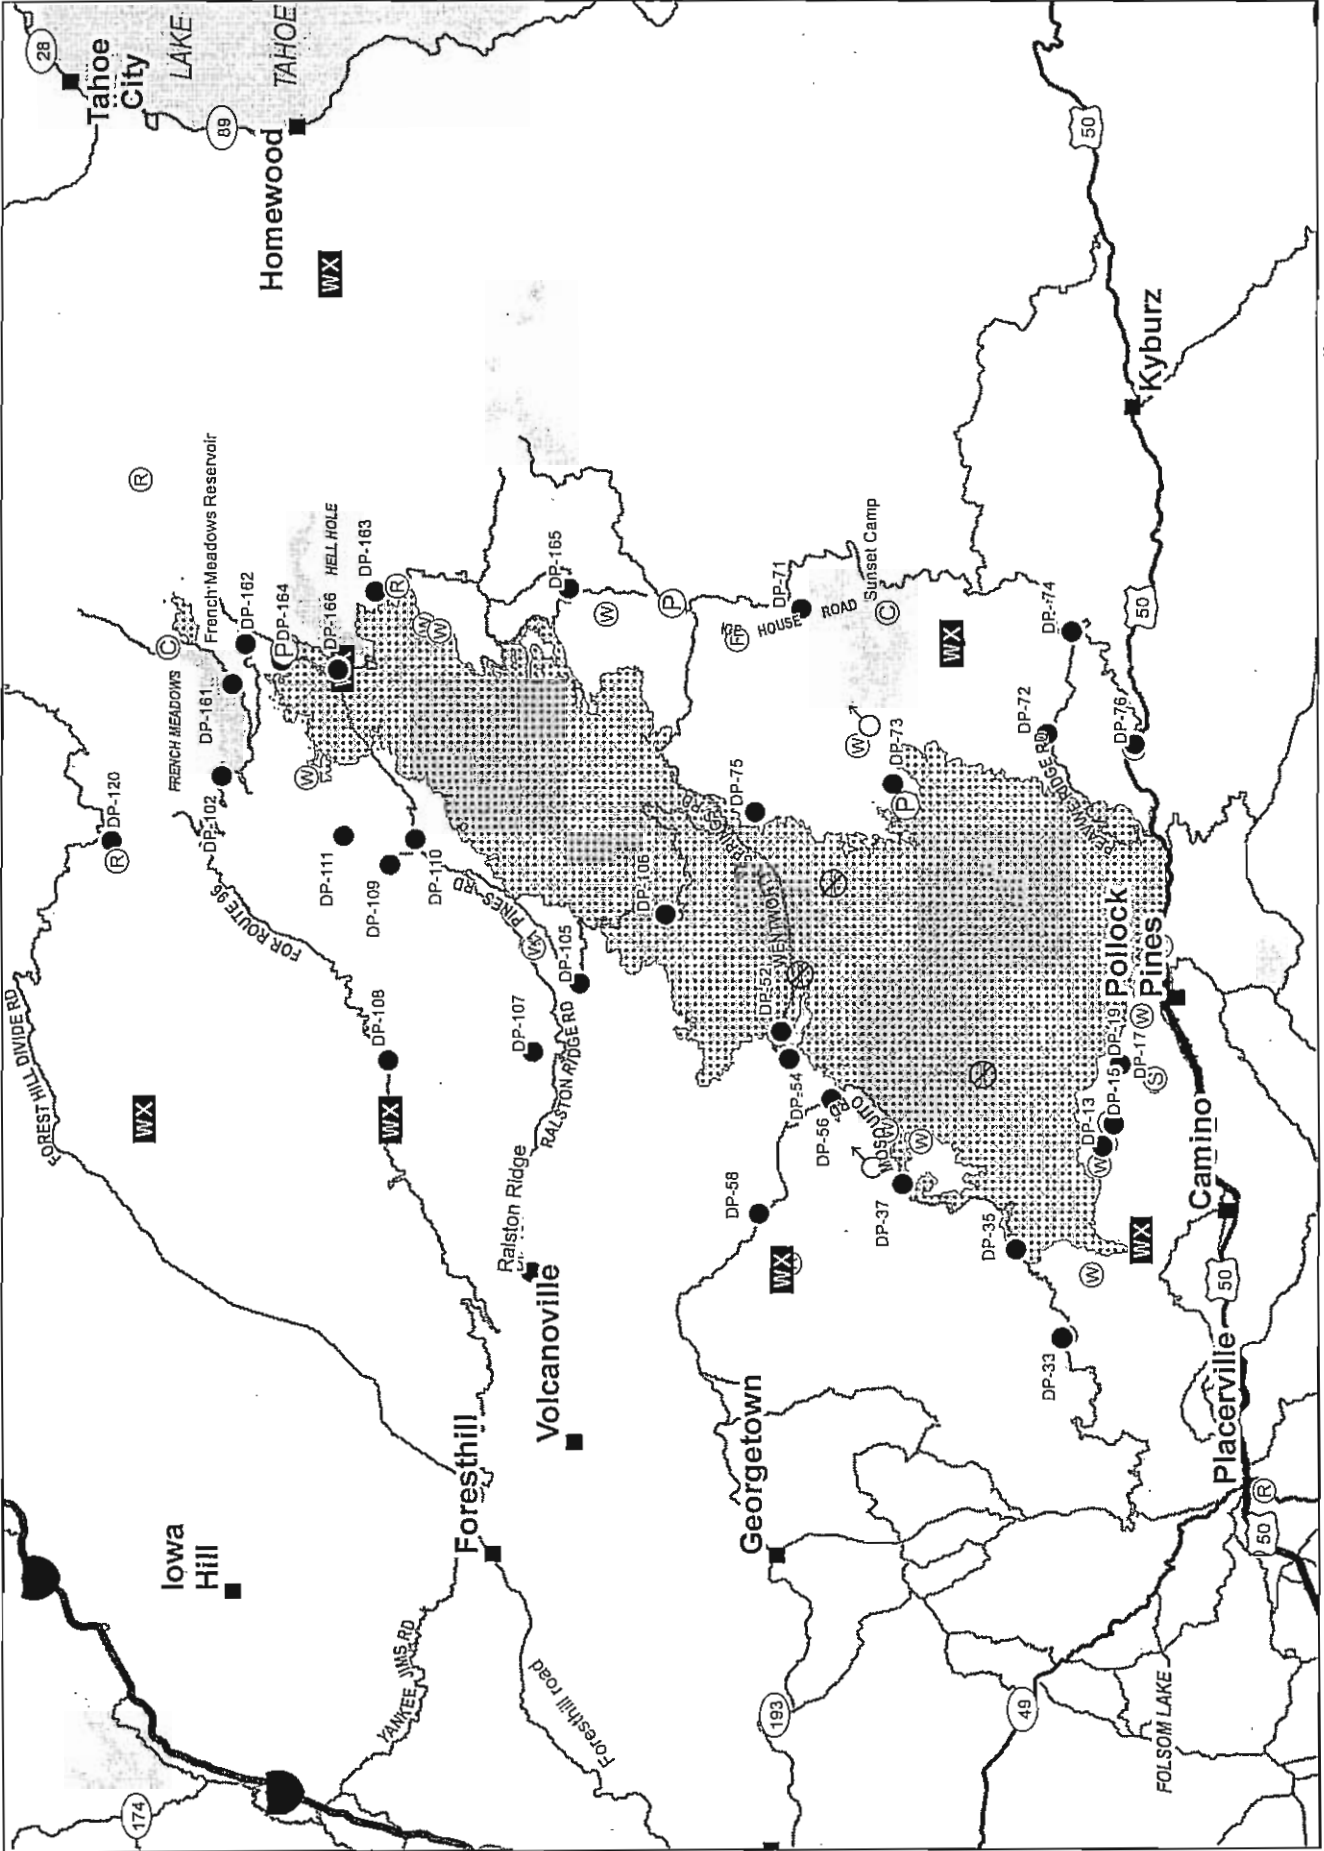 28
Tahoe
City
LAKE
TAHOE
89
Homewood
WX
50
Kyburz
R
French Meadows Reservoir
C
FRENCH MEADOWS
DP-162
P
DP-164
HELL HOLE
DP-166
DP-163
R
W
W
DP-161
DP-102
DP-120
R
W
DP-111
DP-109
DP-110
DP-165
W
P
DP-71
HOUSE ROAD
Sunset Camp
C
WX
DP-74
50
DP-72
DP-76
W
DP-73
P
DP-75
DP-106
WENTWORTH SPRINGS RD
FOREST HILL DIVIDE RD
FOR ROUTE 96
DP-108
WX
WX
PINES RD
W
DP-105
DP-107
RALSTON RIDGE RD
Ralston Ridge
DP-52
DP-54
DP-56
MOSQUITO RD
W
W
DP-58
DP-37
DP-35
WX
Pollock
Pines
DP-19
DP-17
W
S
DP-15
DP-13
W
Camino
WX
W
50
DP-33
Placerville
R
50
Volcanoville
Foresthill
Georgetown
Iowa
Hill
YANKEE JIMS RD
Foresthill road
174
193
49
FOLSOM LAKE